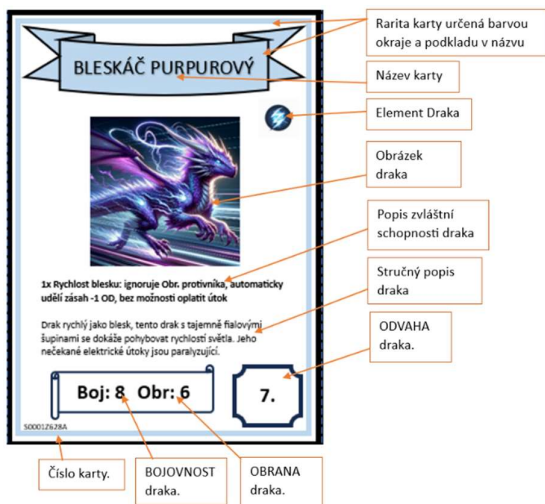 Rarita karty určená barvou
okraje a podkladu v názvu
BLESKÁČ PURPUROVÝ
Název karty
Element Draka
Obrázek
draka
Popis zvláštní
schopnosti draka
1x Rychlost blesku: ignoruje Obr. protivníka, automaticky
udělí zásah -1 OD, bez možnosti oplatit útok
Stručný popis
draka
Drak rychlý jako blesk, tento drak s tajemně fialovými
šupinami se dokáže pohybovat rychlostí světla. Jeho
nečekané elektrické útoky jsou paralyzující.
ODVAHA
draka.
Boj: 8 Obr: 6
7.
S0001Z628A
Číslo karty.
BOJOVNOST
draka.
OBRANA
draka.